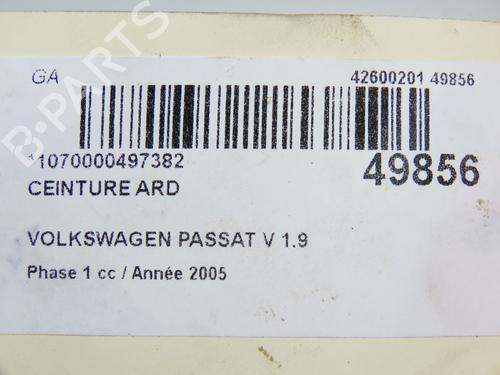 GA 42600201 49856
*1070000497382 49856
CEINTURE ARD
VOLKSWAGEN PASSAT V 1.9
Phase 1 cc / Année 2005
B-PARTS